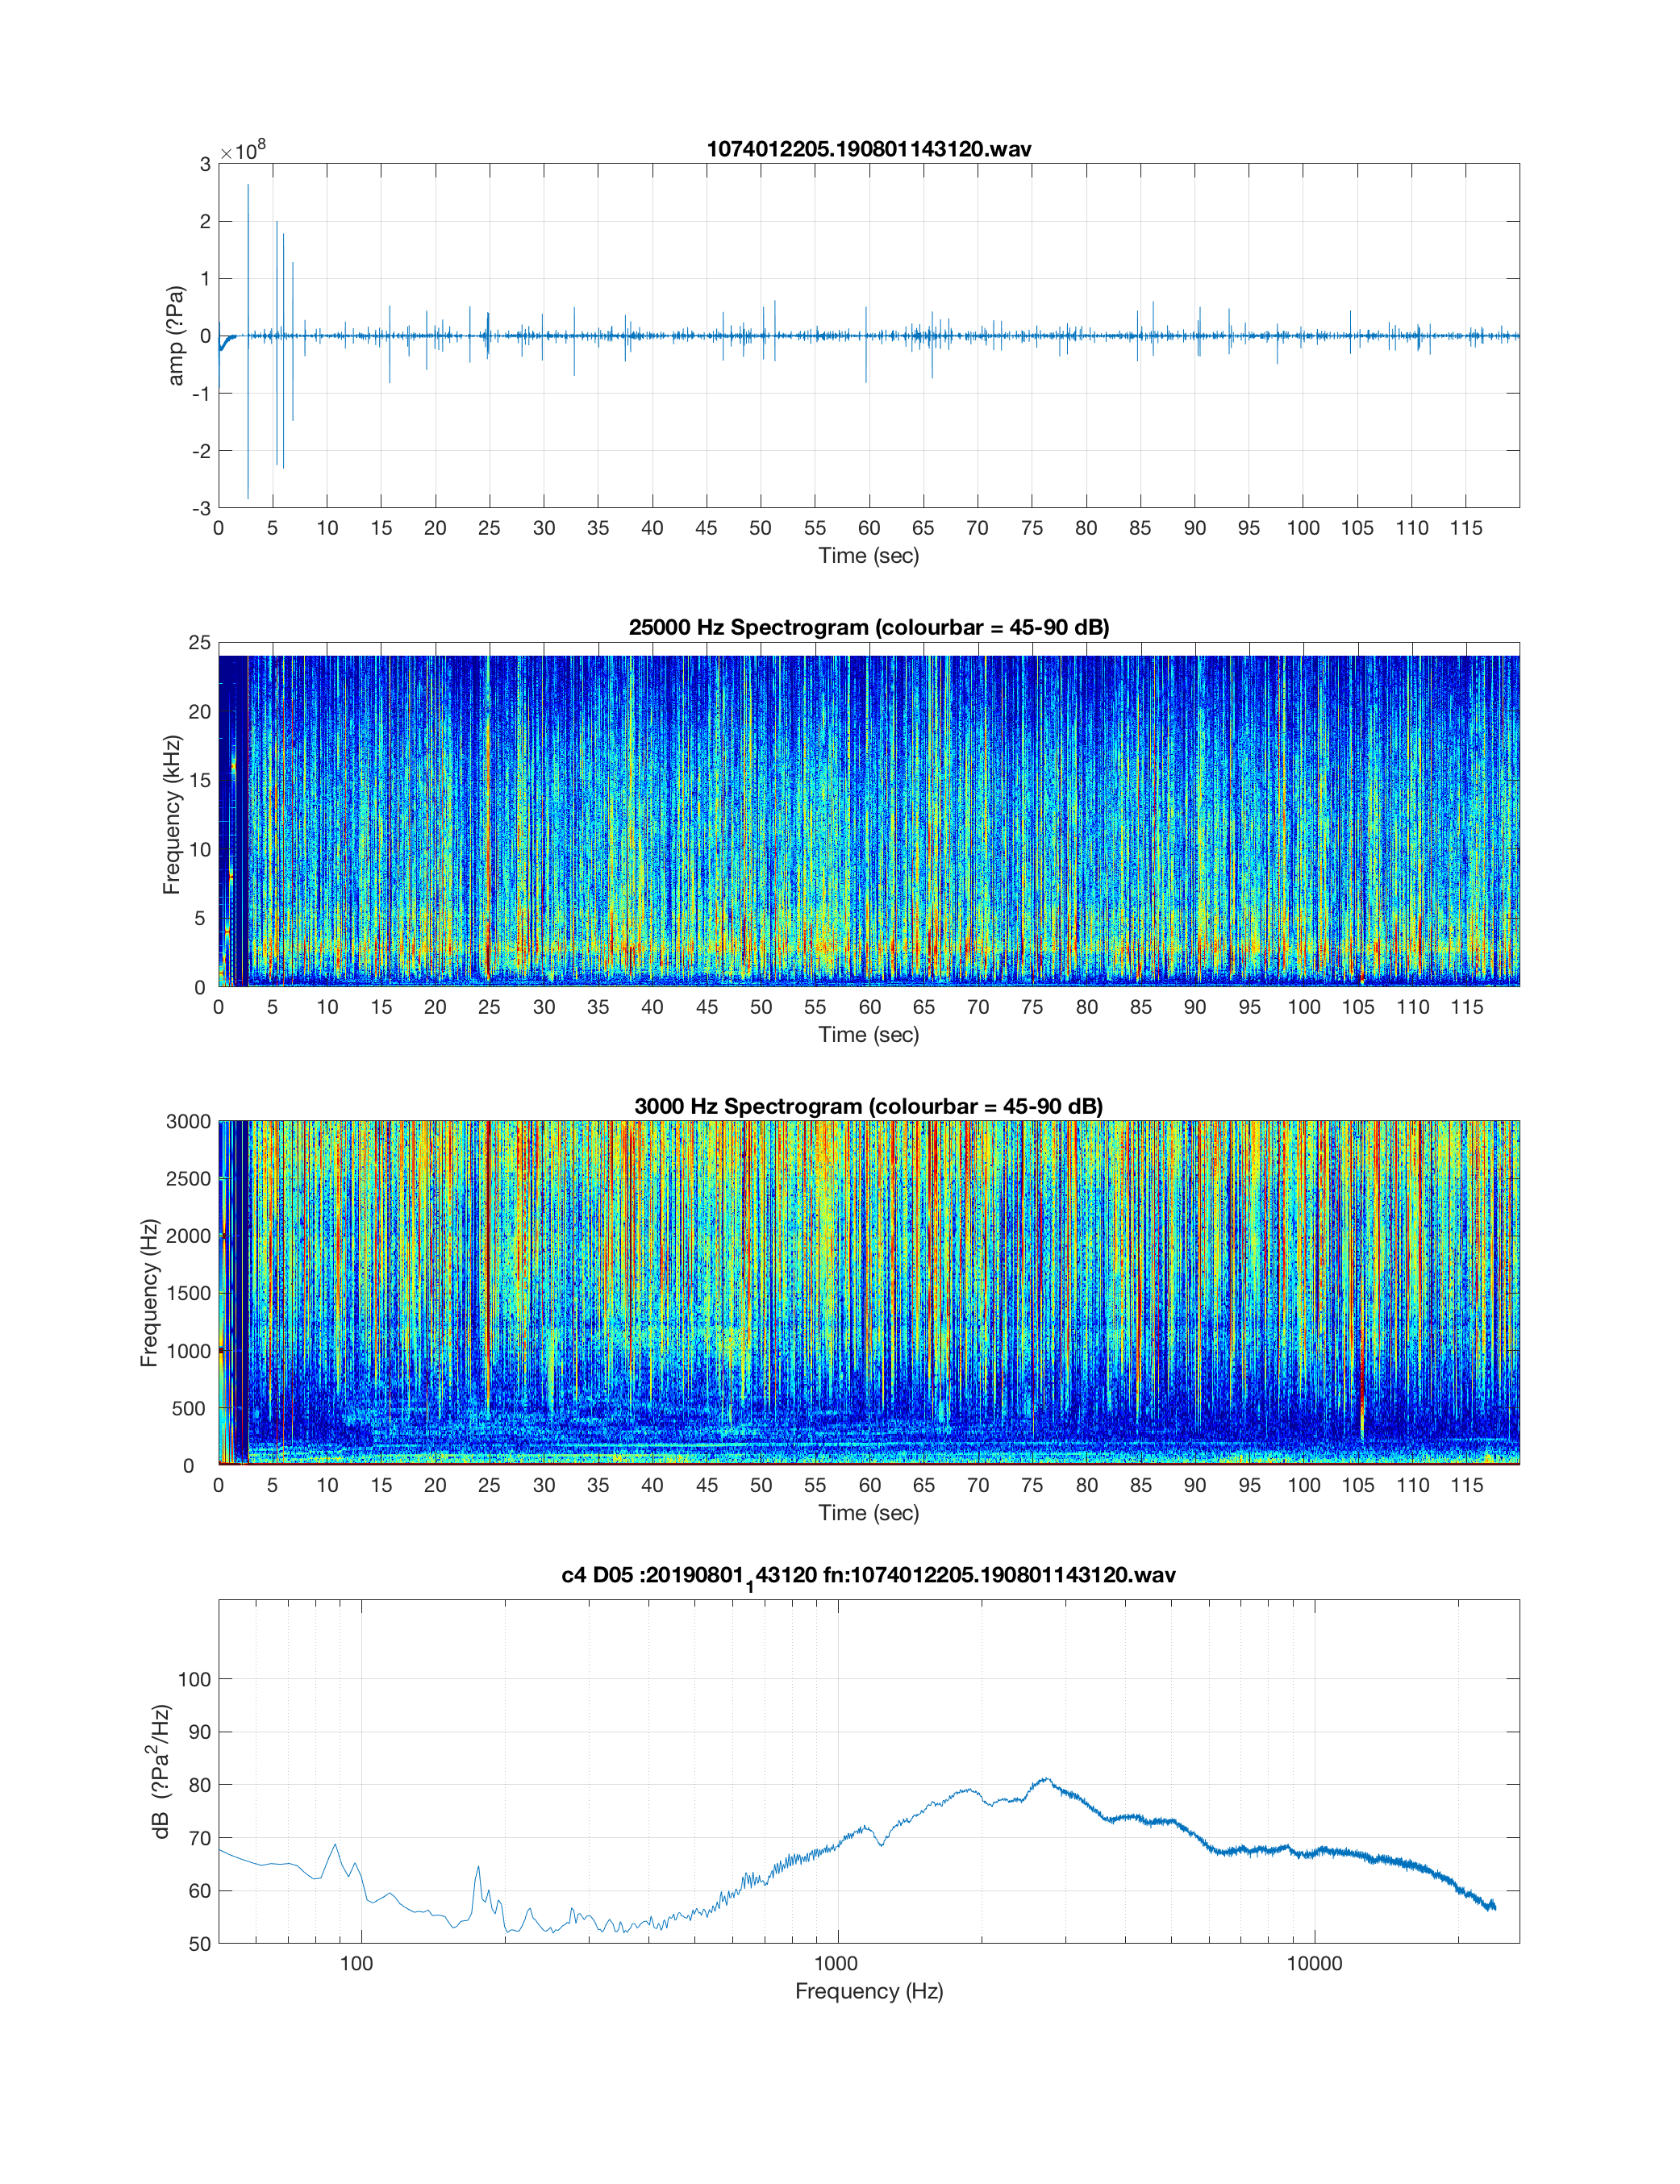 1074012205.190801143120.wav
×10^8
3
2
1
0
-1
-2
-3
amp (?Pa)
0 5 10 15 20 25 30 35 40 45 50 55 60 65 70 75 80 85 90 95 100 105 110 115
Time (sec)
25000 Hz Spectrogram (colourbar = 45-90 dB)
25
20
15
10
5
0
Frequency (kHz)
0 5 10 15 20 25 30 35 40 45 50 55 60 65 70 75 80 85 90 95 100 105 110 115
Time (sec)
3000 Hz Spectrogram (colourbar = 45-90 dB)
3000
2500
2000
1500
1000
500
0
Frequency (Hz)
0 5 10 15 20 25 30 35 40 45 50 55 60 65 70 75 80 85 90 95 100 105 110 115
Time (sec)
c4 D05 :20190801_143120 fn:1074012205.190801143120.wav
100
90
80
70
60
50
dB (?Pa^2/Hz)
100 1000 10000
Frequency (Hz)